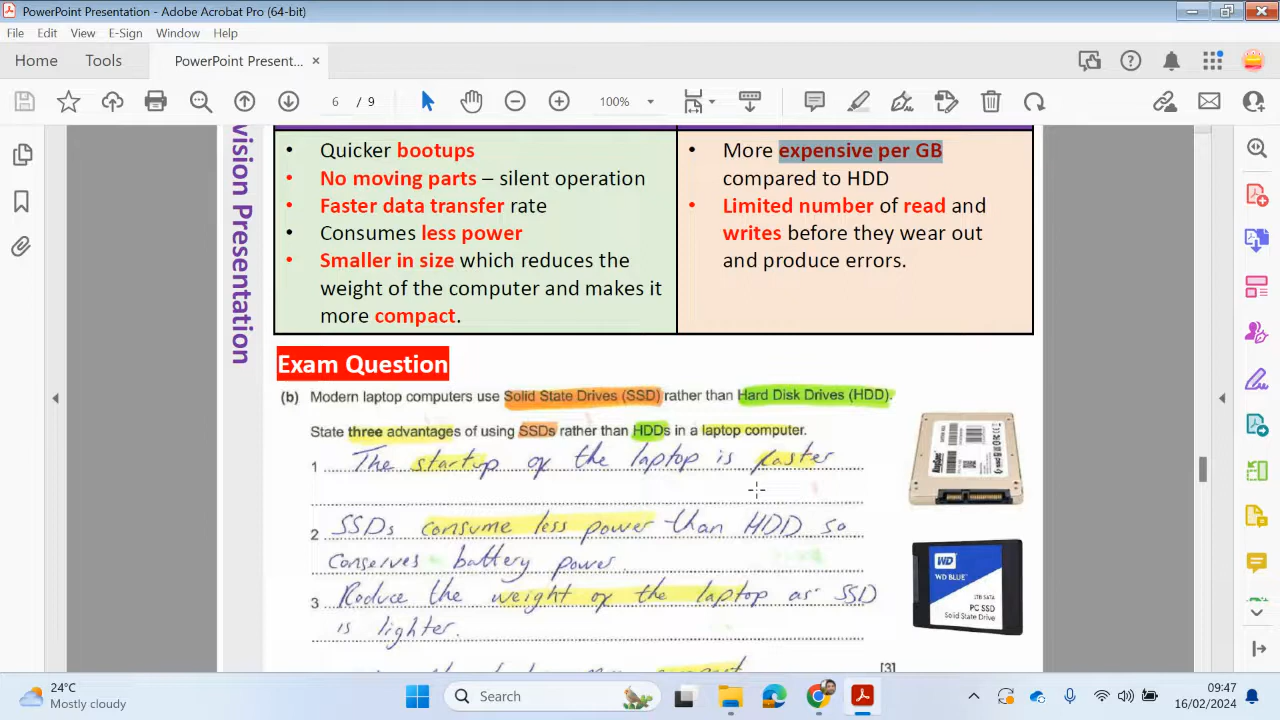 PowerPoint Presentation - Adobe Acrobat Pro (64-bit)
File Edit View E-Sign Window Help
Home Tools PowerPoint Present... ×
6 / 9 100%
vision Presentation
• Quicker bootups
• No moving parts – silent operation
• Faster data transfer rate
• Consumes less power
• Smaller in size which reduces the
weight of the computer and makes it
more compact.
• More expensive per GB
compared to HDD
• Limited number of read and
writes before they wear out
and produce errors.
Exam Question
(b) Modern laptop computers use Solid State Drives (SSD) rather than Hard Disk Drives (HDD).
State three advantages of using SSDs rather than HDDs in a laptop computer.
1 The startup of the laptop is faster
2 SSDs consume less power than HDD so
conserves battery power.
3 Reduce the weight of the laptop as SSD
is lighter.
[3]
WD
WD BLUE
1TB SATA
PC SSD
Solid State Drive
24°C
Mostly cloudy
Search
09:47
16/02/2024